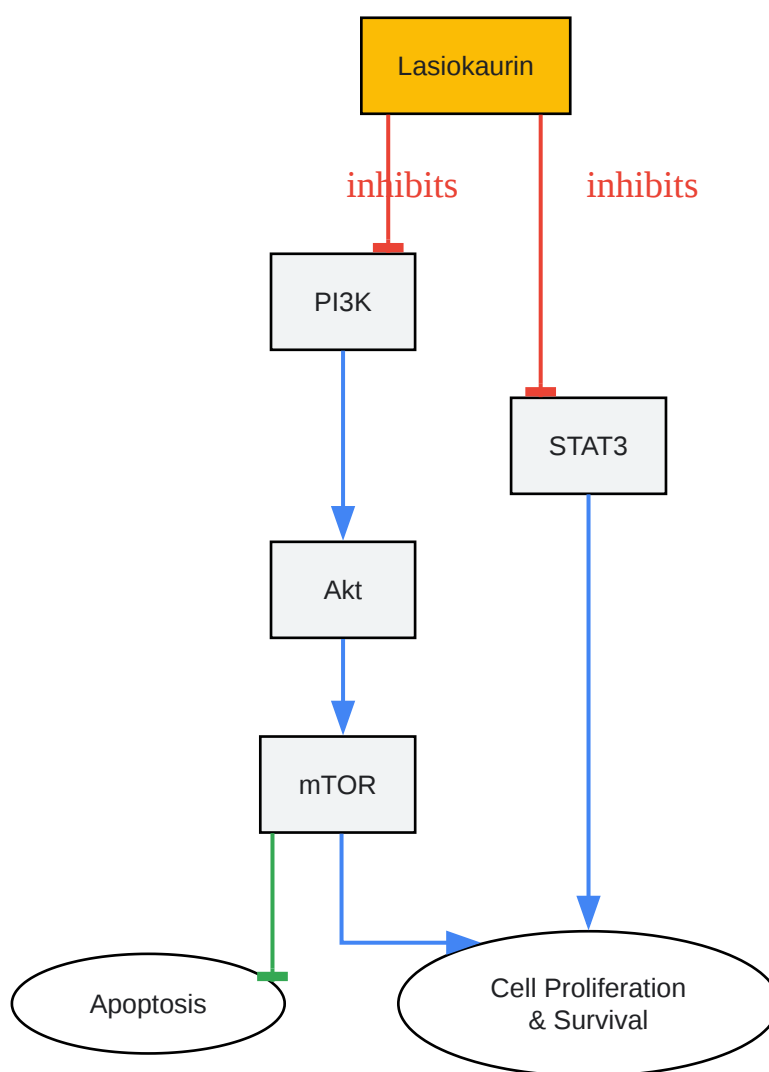 Lasiokaurin
inhibits
inhibits
PI3K
STAT3
Akt
mTOR
Apoptosis
Cell Proliferation
& Survival